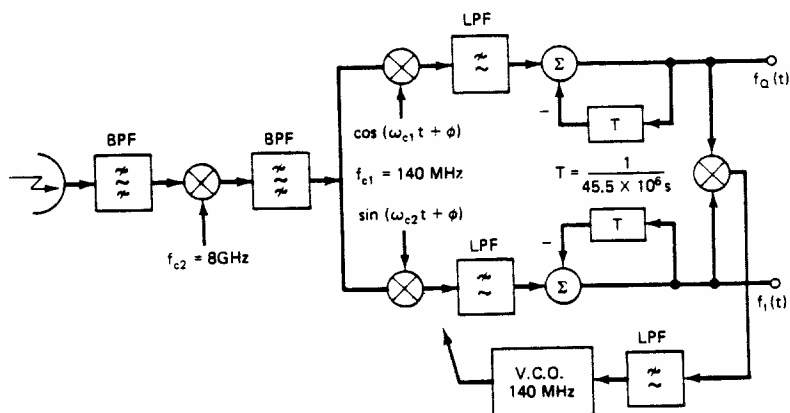 LPF
Σ
f_Q(t)
−
T
cos (ω_c1 t + φ)
BPF
BPF
f_c1 = 140 MHz
T = 1 / 45.5 × 10^6 s
sin (ω_c2 t + φ)
f_c2 = 8GHz
−
T
LPF
Σ
f_I(t)
LPF
V.C.O.
140 MHz